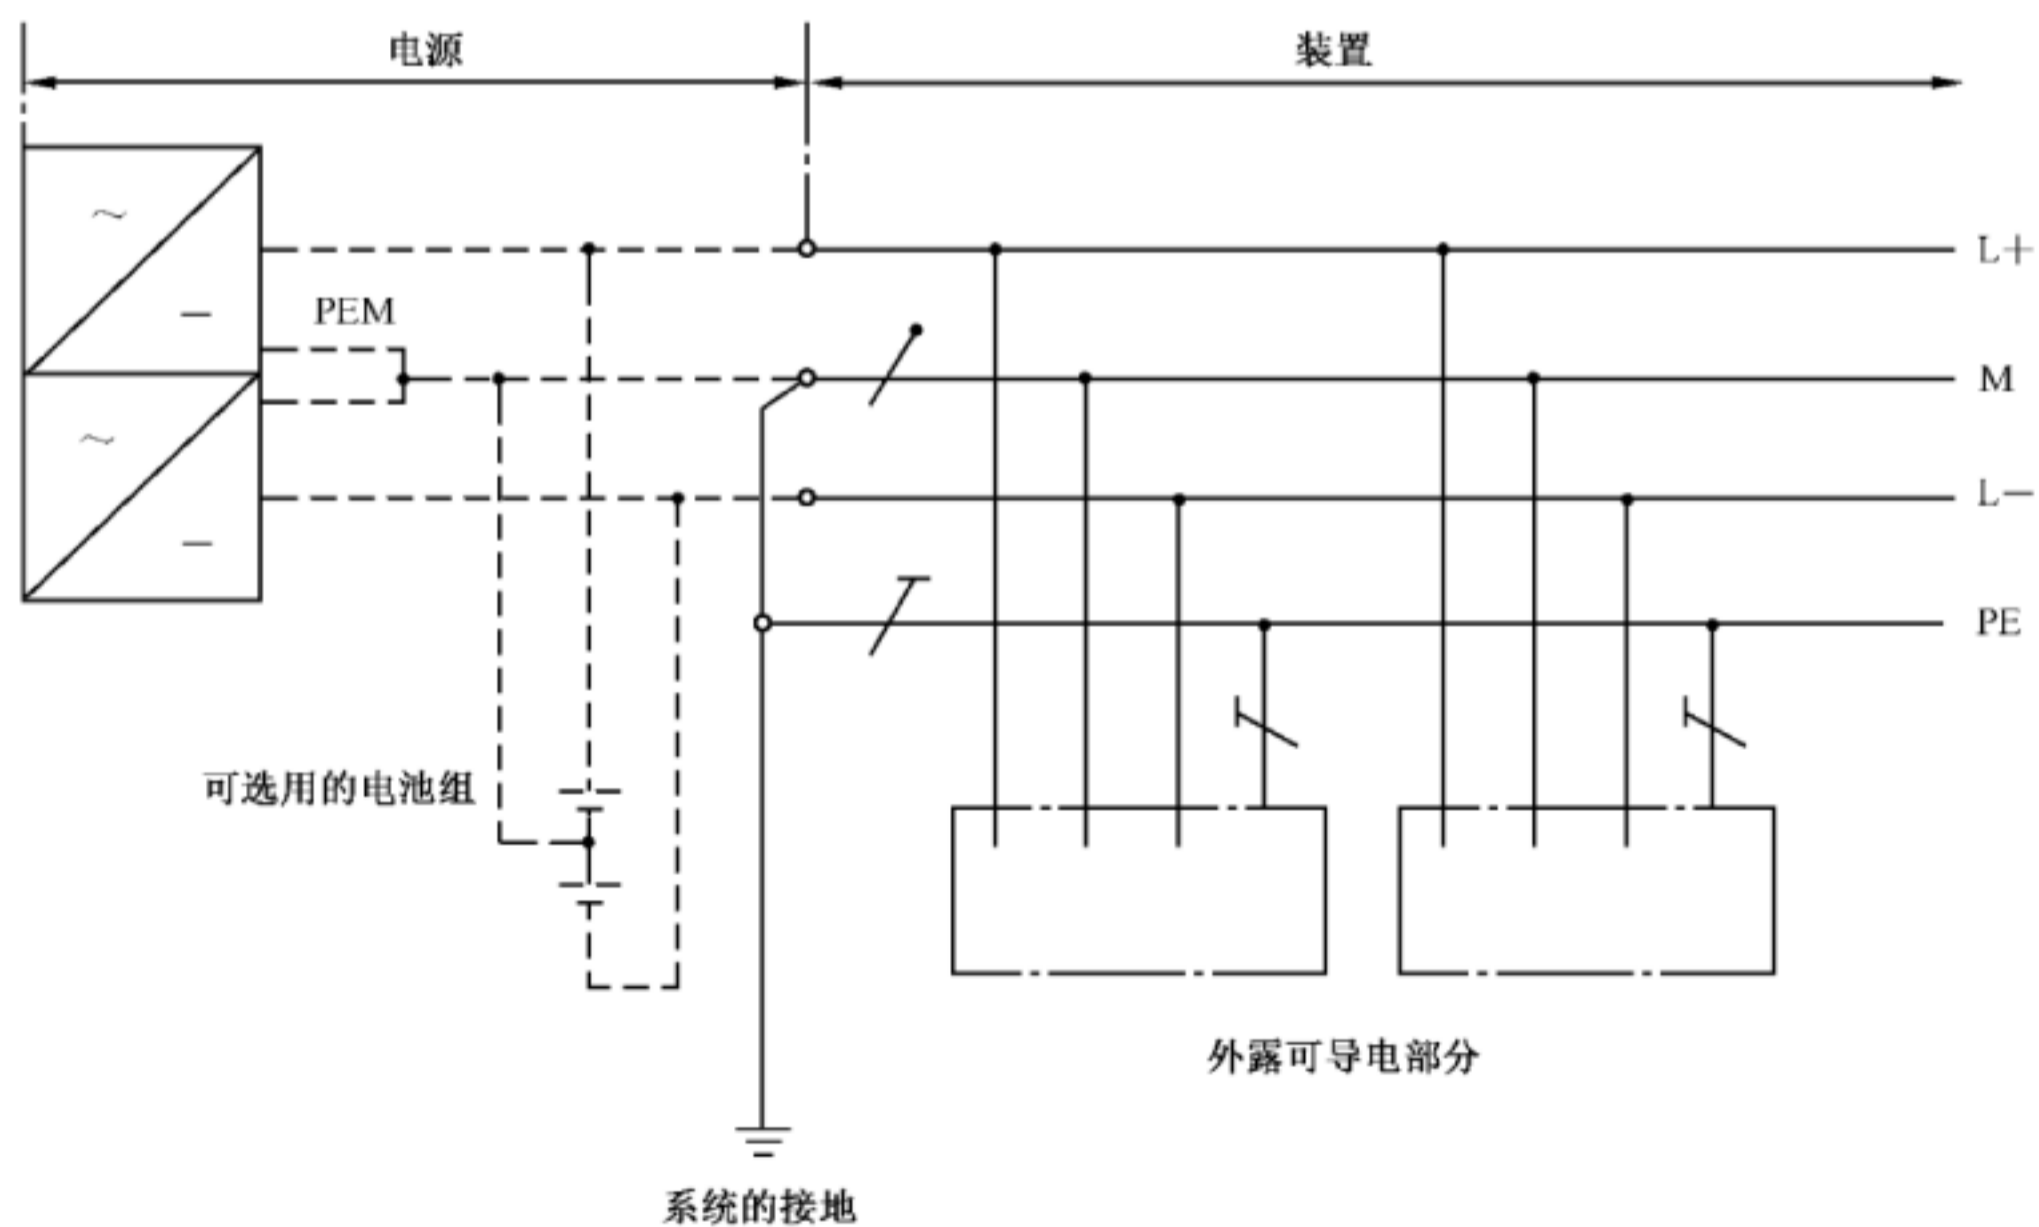 电源
装置
~
L+
—
PEM
M
~
L—
—
PE
可选用的电池组
外露可导电部分
系统的接地